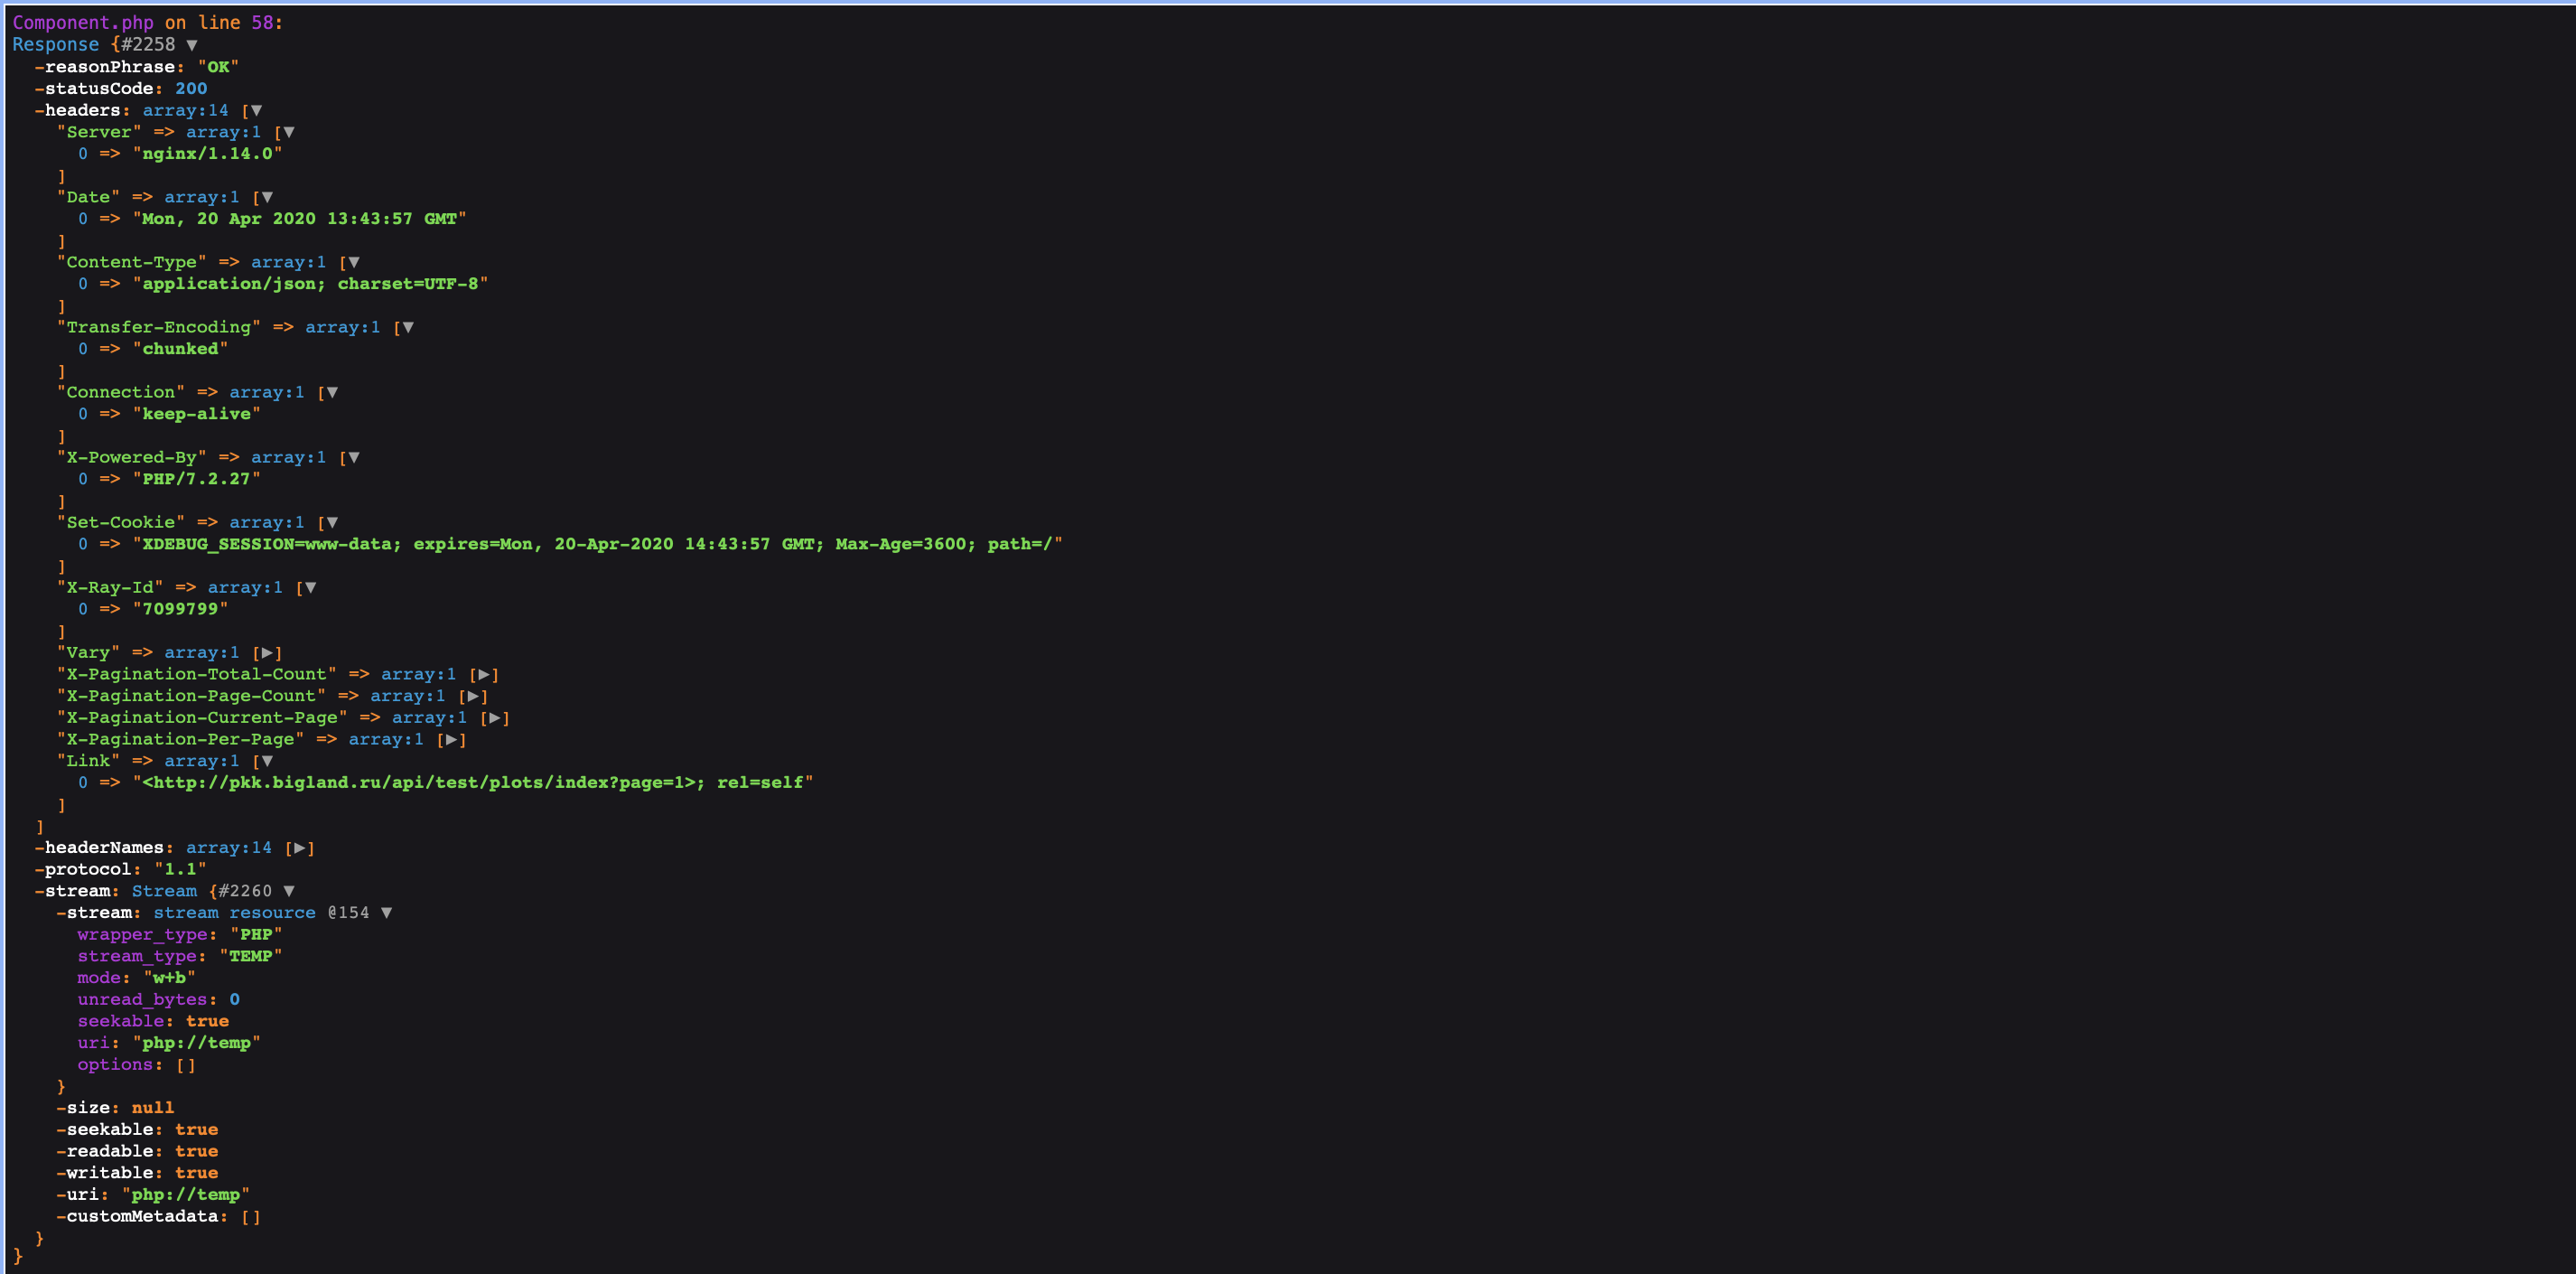 Component.php on line 58:
Response {#2258 ▼
  -reasonPhrase: "OK"
  -statusCode: 200
  -headers: array:14 [▼
    "Server" => array:1 [▼
      0 => "nginx/1.14.0"
    ]
    "Date" => array:1 [▼
      0 => "Mon, 20 Apr 2020 13:43:57 GMT"
    ]
    "Content-Type" => array:1 [▼
      0 => "application/json; charset=UTF-8"
    ]
    "Transfer-Encoding" => array:1 [▼
      0 => "chunked"
    ]
    "Connection" => array:1 [▼
      0 => "keep-alive"
    ]
    "X-Powered-By" => array:1 [▼
      0 => "PHP/7.2.27"
    ]
    "Set-Cookie" => array:1 [▼
      0 => "XDEBUG_SESSION=www-data; expires=Mon, 20-Apr-2020 14:43:57 GMT; Max-Age=3600; path=/"
    ]
    "X-Ray-Id" => array:1 [▼
      0 => "7099799"
    ]
    "Vary" => array:1 [▶]
    "X-Pagination-Total-Count" => array:1 [▶]
    "X-Pagination-Page-Count" => array:1 [▶]
    "X-Pagination-Current-Page" => array:1 [▶]
    "X-Pagination-Per-Page" => array:1 [▶]
    "Link" => array:1 [▼
      0 => "<http://pkk.bigland.ru/api/test/plots/index?page=1>; rel=self"
    ]
  ]
  -headerNames: array:14 [▶]
  -protocol: "1.1"
  -stream: Stream {#2260 ▼
    -stream: stream resource @154 ▼
      wrapper_type: "PHP"
      stream_type: "TEMP"
      mode: "w+b"
      unread_bytes: 0
      seekable: true
      uri: "php://temp"
      options: []
    }
    -size: null
    -seekable: true
    -readable: true
    -writable: true
    -uri: "php://temp"
    -customMetadata: []
  }
}